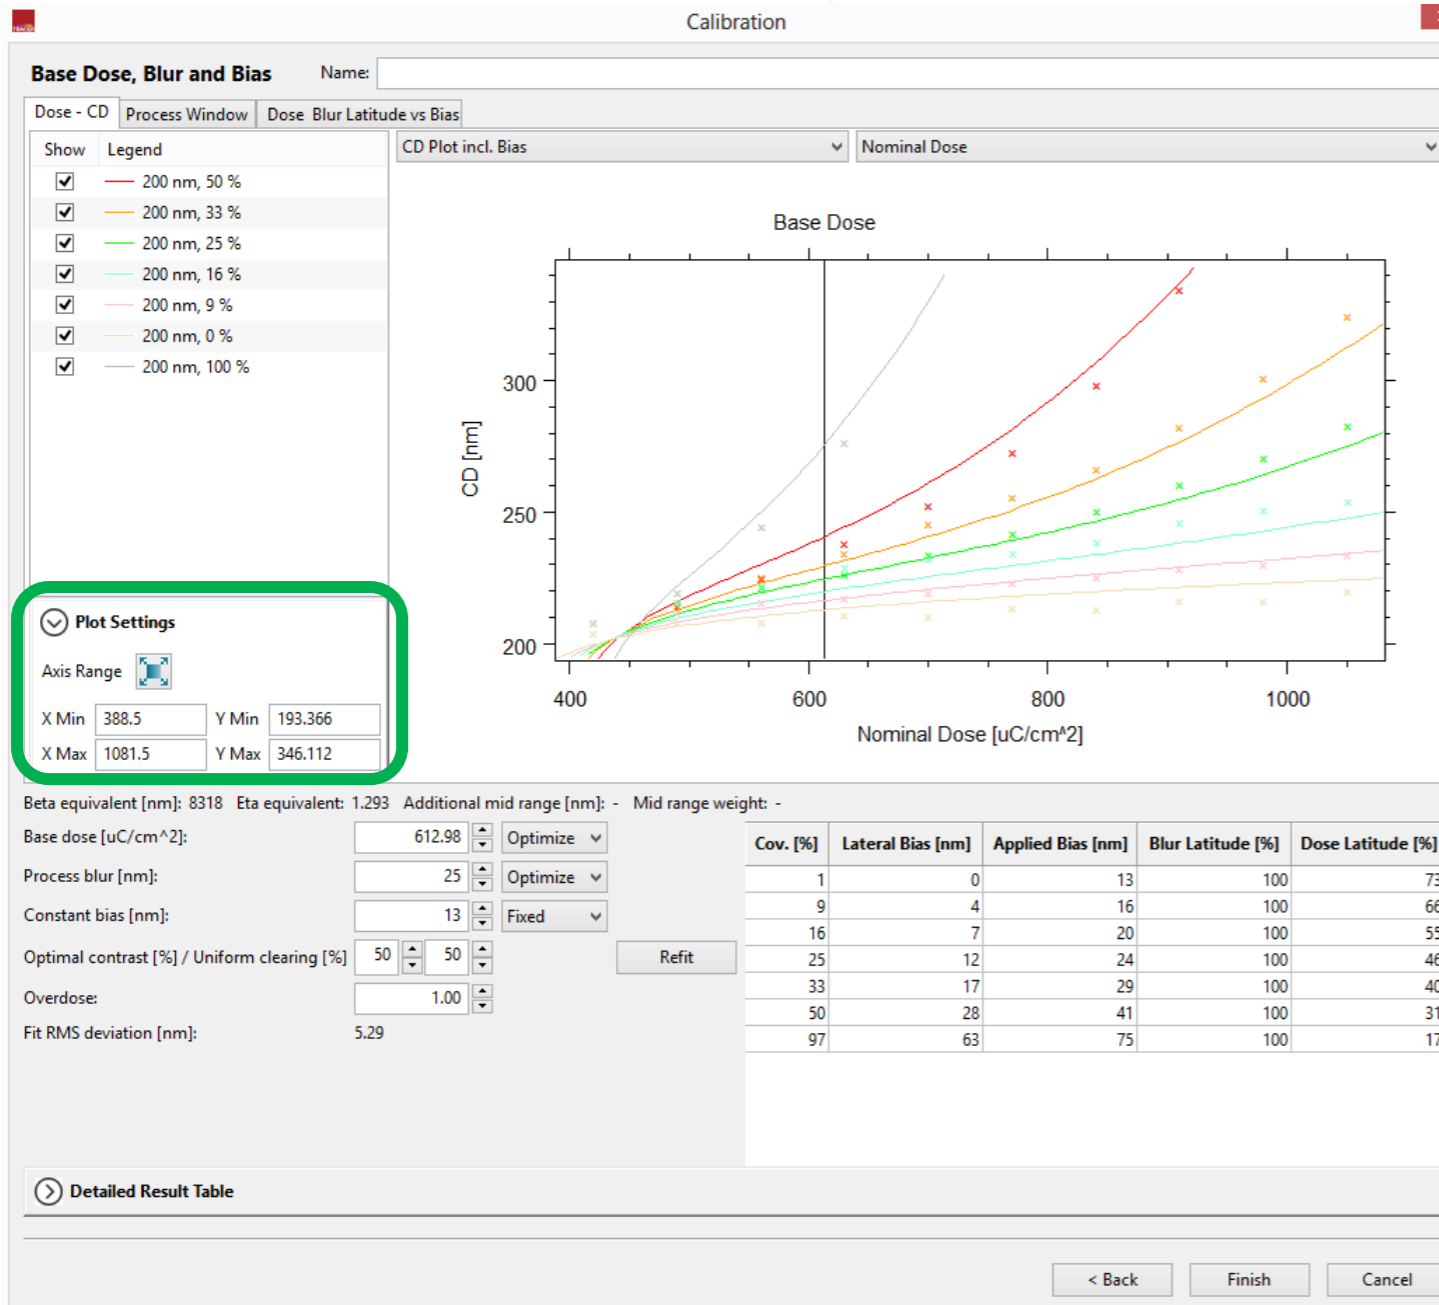 Calibration
Base Dose, Blur and Bias Name:
Dose - CD Process Window Dose Blur Latitude vs Bias
Show Legend CD Plot incl. Bias Nominal Dose
200 nm, 50 %
200 nm, 33 %
200 nm, 25 %
200 nm, 16 %
200 nm, 9 %
200 nm, 0 %
200 nm, 100 %
Base Dose
300
250
200
CD [nm]
400 600 800 1000
Nominal Dose [uC/cm^2]
Plot Settings
Axis Range
X Min 388.5 Y Min 193.366
X Max 1081.5 Y Max 346.112
Beta equivalent [nm]: 8318 Eta equivalent: 1.293 Additional mid range [nm]: - Mid range weight: -
Base dose [uC/cm^2]: 612.98 Optimize
Process blur [nm]: 25 Optimize
Constant bias [nm]: 13 Fixed
Optimal contrast [%] / Uniform clearing [%] 50 50 Refit
Overdose: 1.00
Fit RMS deviation [nm]: 5.29
Cov. [%] Lateral Bias [nm] Applied Bias [nm] Blur Latitude [%] Dose Latitude [%]
1 0 13 100 73
9 4 16 100 66
16 7 20 100 55
25 12 24 100 46
33 17 29 100 40
50 28 41 100 31
97 63 75 100 17
Detailed Result Table
< Back Finish Cancel